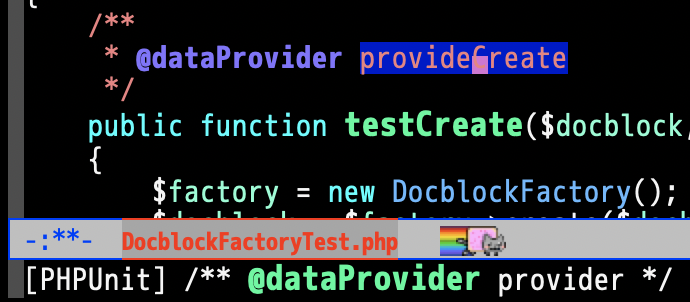 {
/**
* @dataProvider provideCreate
*/
public function testCreate($docblock,
{
$factory = new DocblockFactory();
-:**- DocblockFactoryTest.php
[PHPUnit] /** @dataProvider provider */